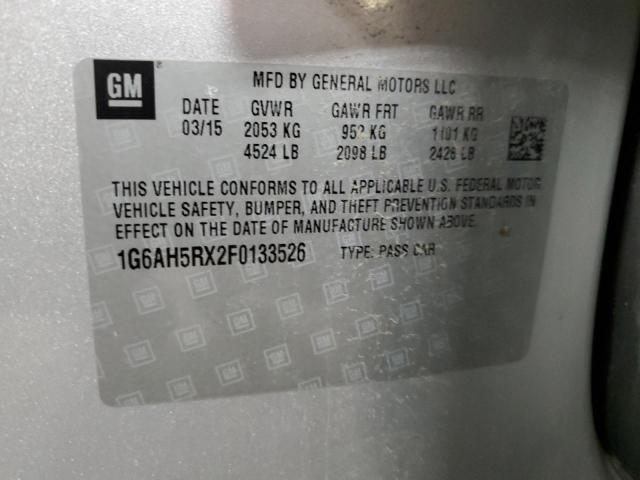 GM
MFD BY GENERAL MOTORS LLC
DATE GVWR GAWR FRT GAWR RR
03/15 2053 KG 952 KG 1101 KG
4524 LB 2098 LB 2426 LB
THIS VEHICLE CONFORMS TO ALL APPLICABLE U.S. FEDERAL MOTOR
VEHICLE SAFETY, BUMPER, AND THEFT PREVENTION STANDARDS IN
EFFECT ON THE DATE OF MANUFACTURE SHOWN ABOVE.
1G6AH5RX2F0133526 TYPE: PASS CAR